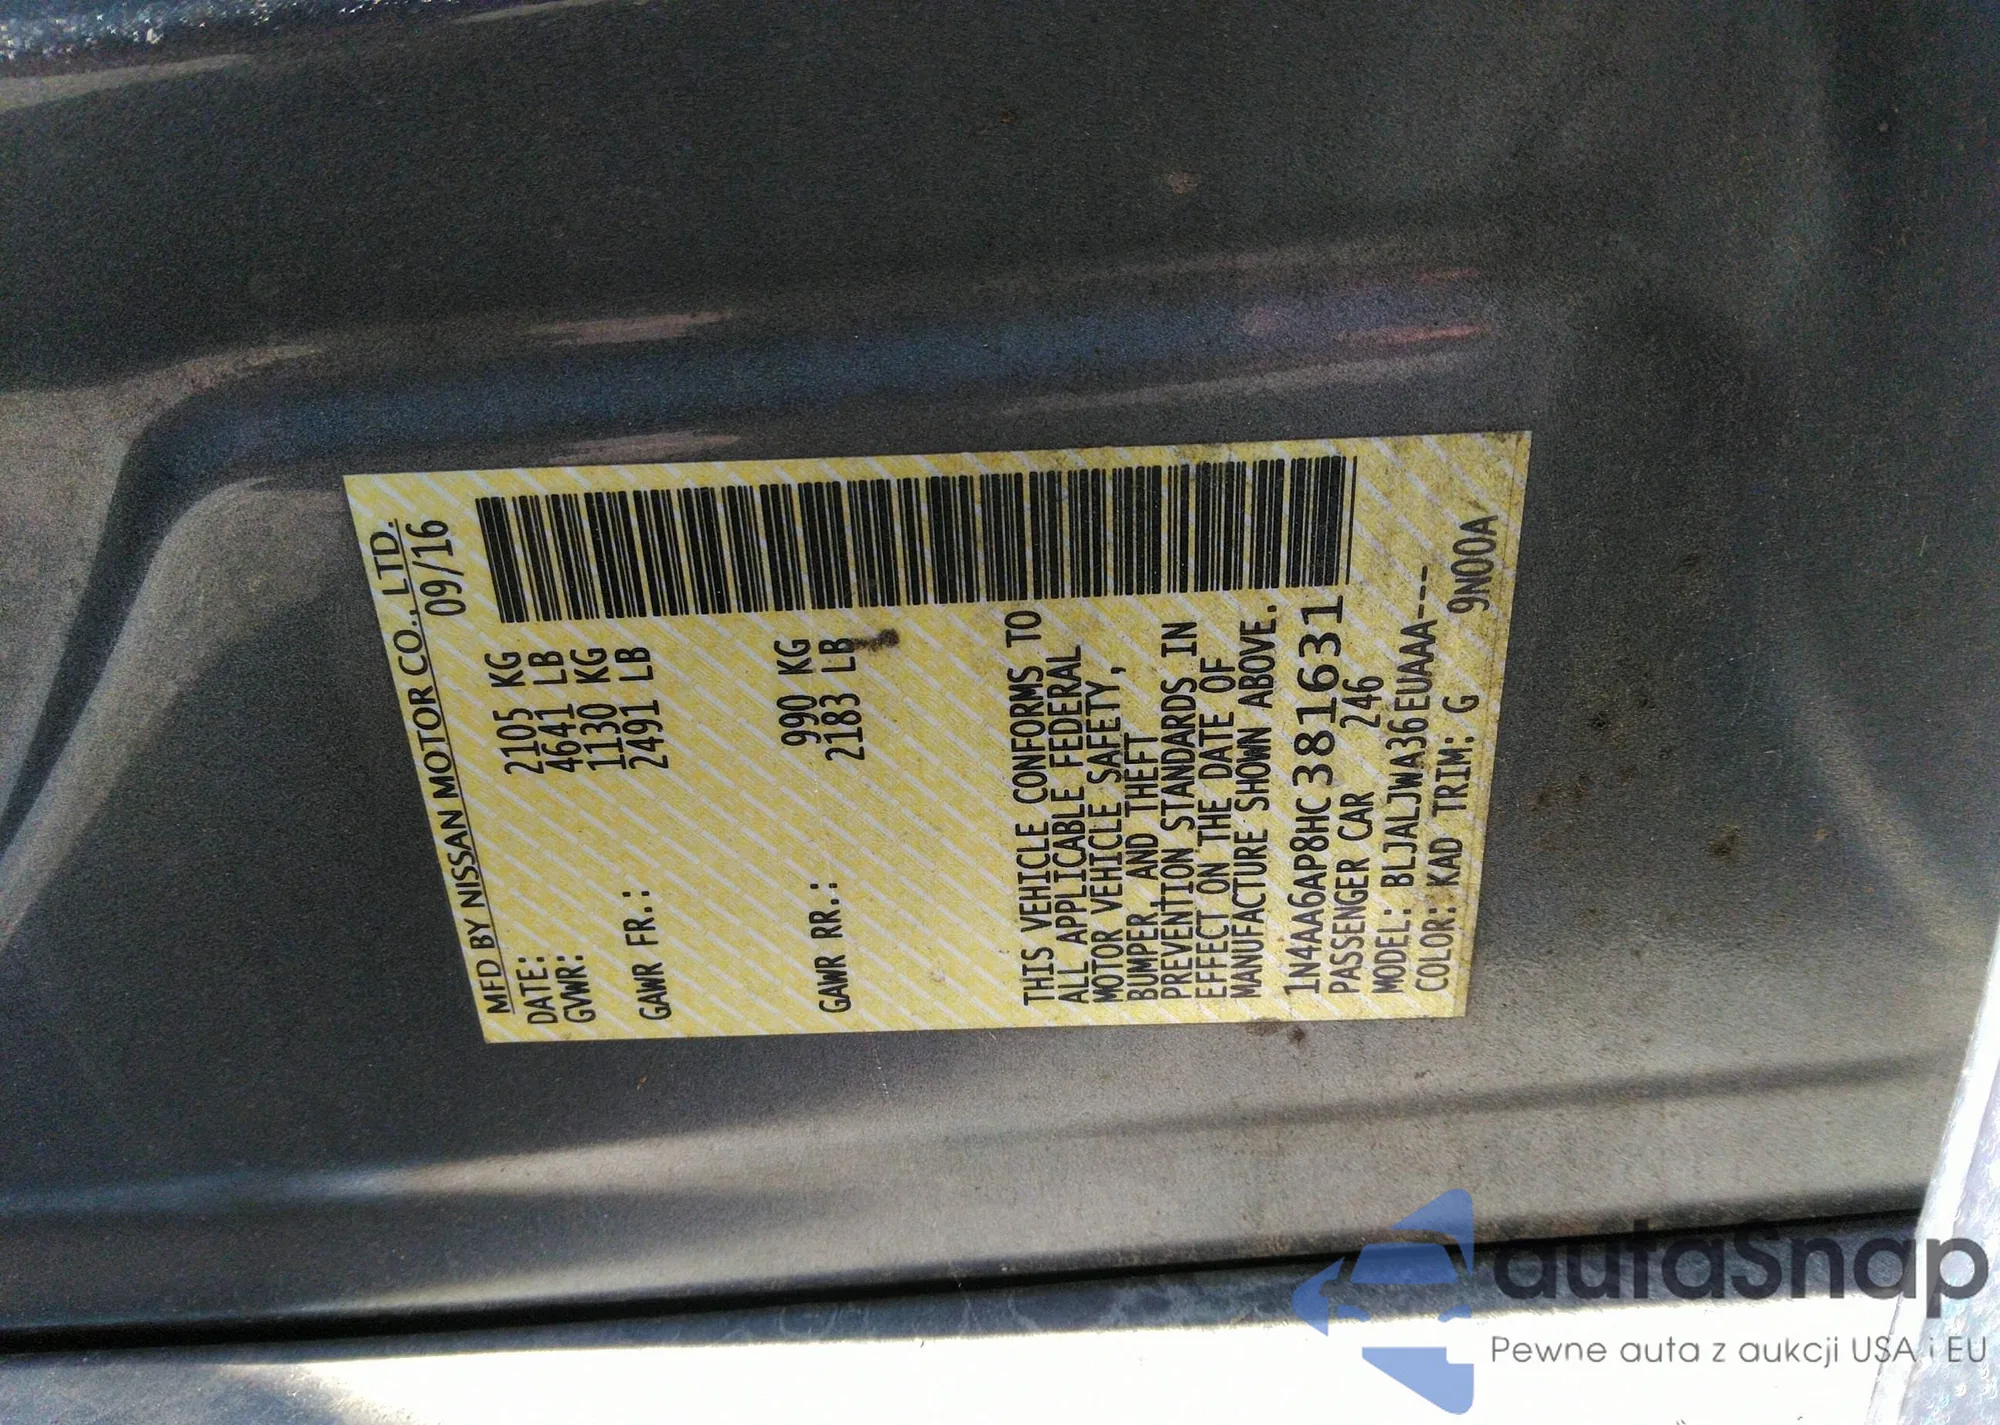 MFD BY NISSAN MOTOR CO., LTD.
DATE: 09/16
GVWR: 2105 KG
4641 LB
GAWR FR.: 1130 KG
2491 LB
GAWR RR.: 990 KG
2183 LB
THIS VEHICLE CONFORMS TO
ALL APPLICABLE FEDERAL
MOTOR VEHICLE SAFETY,
BUMPER, AND THEFT
PREVENTION STANDARDS IN
EFFECT ON THE DATE OF
MANUFACTURE SHOWN ABOVE.
1N4AA6AP8HC381631
PASSENGER CAR 246
MODEL: BLJALJWA36EUAAA---
COLOR: KAD TRIM: G 9N00A
autasnap
Pewne auta z aukcji USA i EU